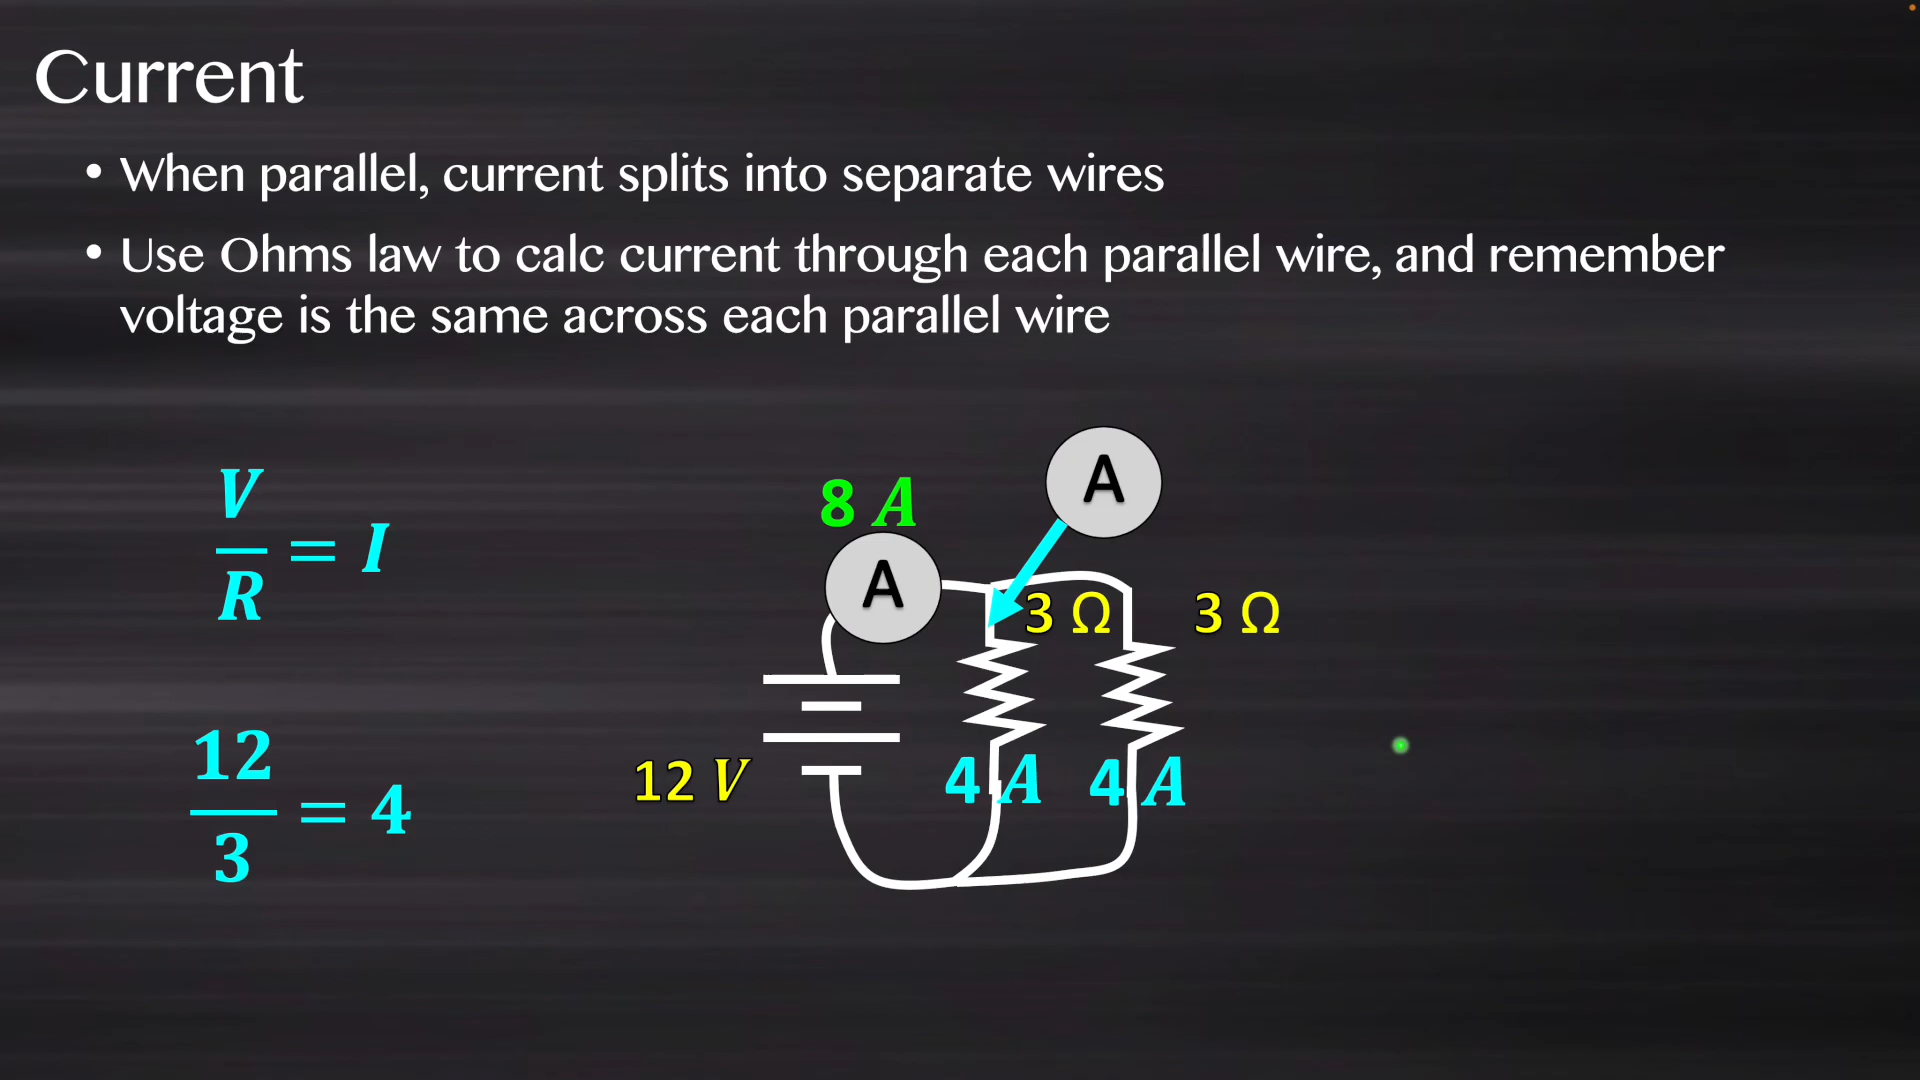 Current
• When parallel, current splits into separate wires
• Use Ohms law to calc current through each parallel wire, and remember
voltage is the same across each parallel wire
V/R = I
12/3 = 4
A
8 A
A
3 Ω 3 Ω
12 V
4 A 4 A